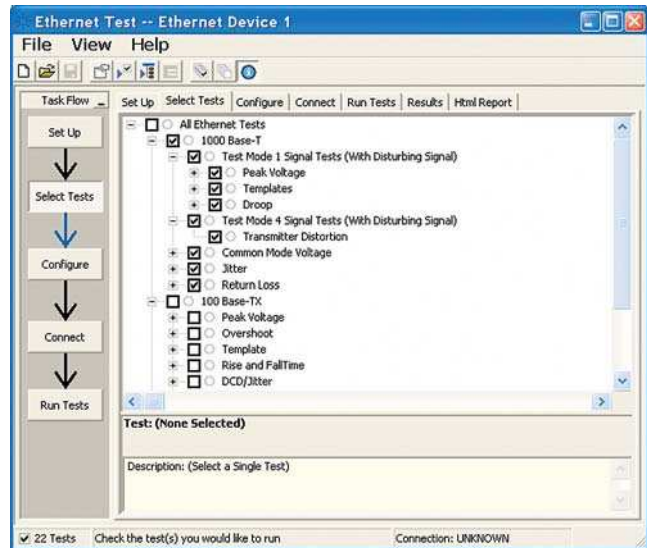 Ethernet Test -- Ethernet Device 1
File View Help
Task Flow
Set Up Select Tests Configure Connect Run Tests Results Html Report
Set Up
Select Tests
Configure
Connect
Run Tests
All Ethernet Tests
1000 Base-T
Test Mode 1 Signal Tests (With Disturbing Signal)
Peak Voltage
Templates
Droop
Test Mode 4 Signal Tests (With Disturbing Signal)
Transmitter Distortion
Common Mode Voltage
Jitter
Return Loss
100 Base-TX
Peak Voltage
Overshoot
Template
Rise and FallTime
DCD/Jitter
Test: (None Selected)
Description: (Select a Single Test)
22 Tests Check the test(s) you would like to run Connection: UNKNOWN